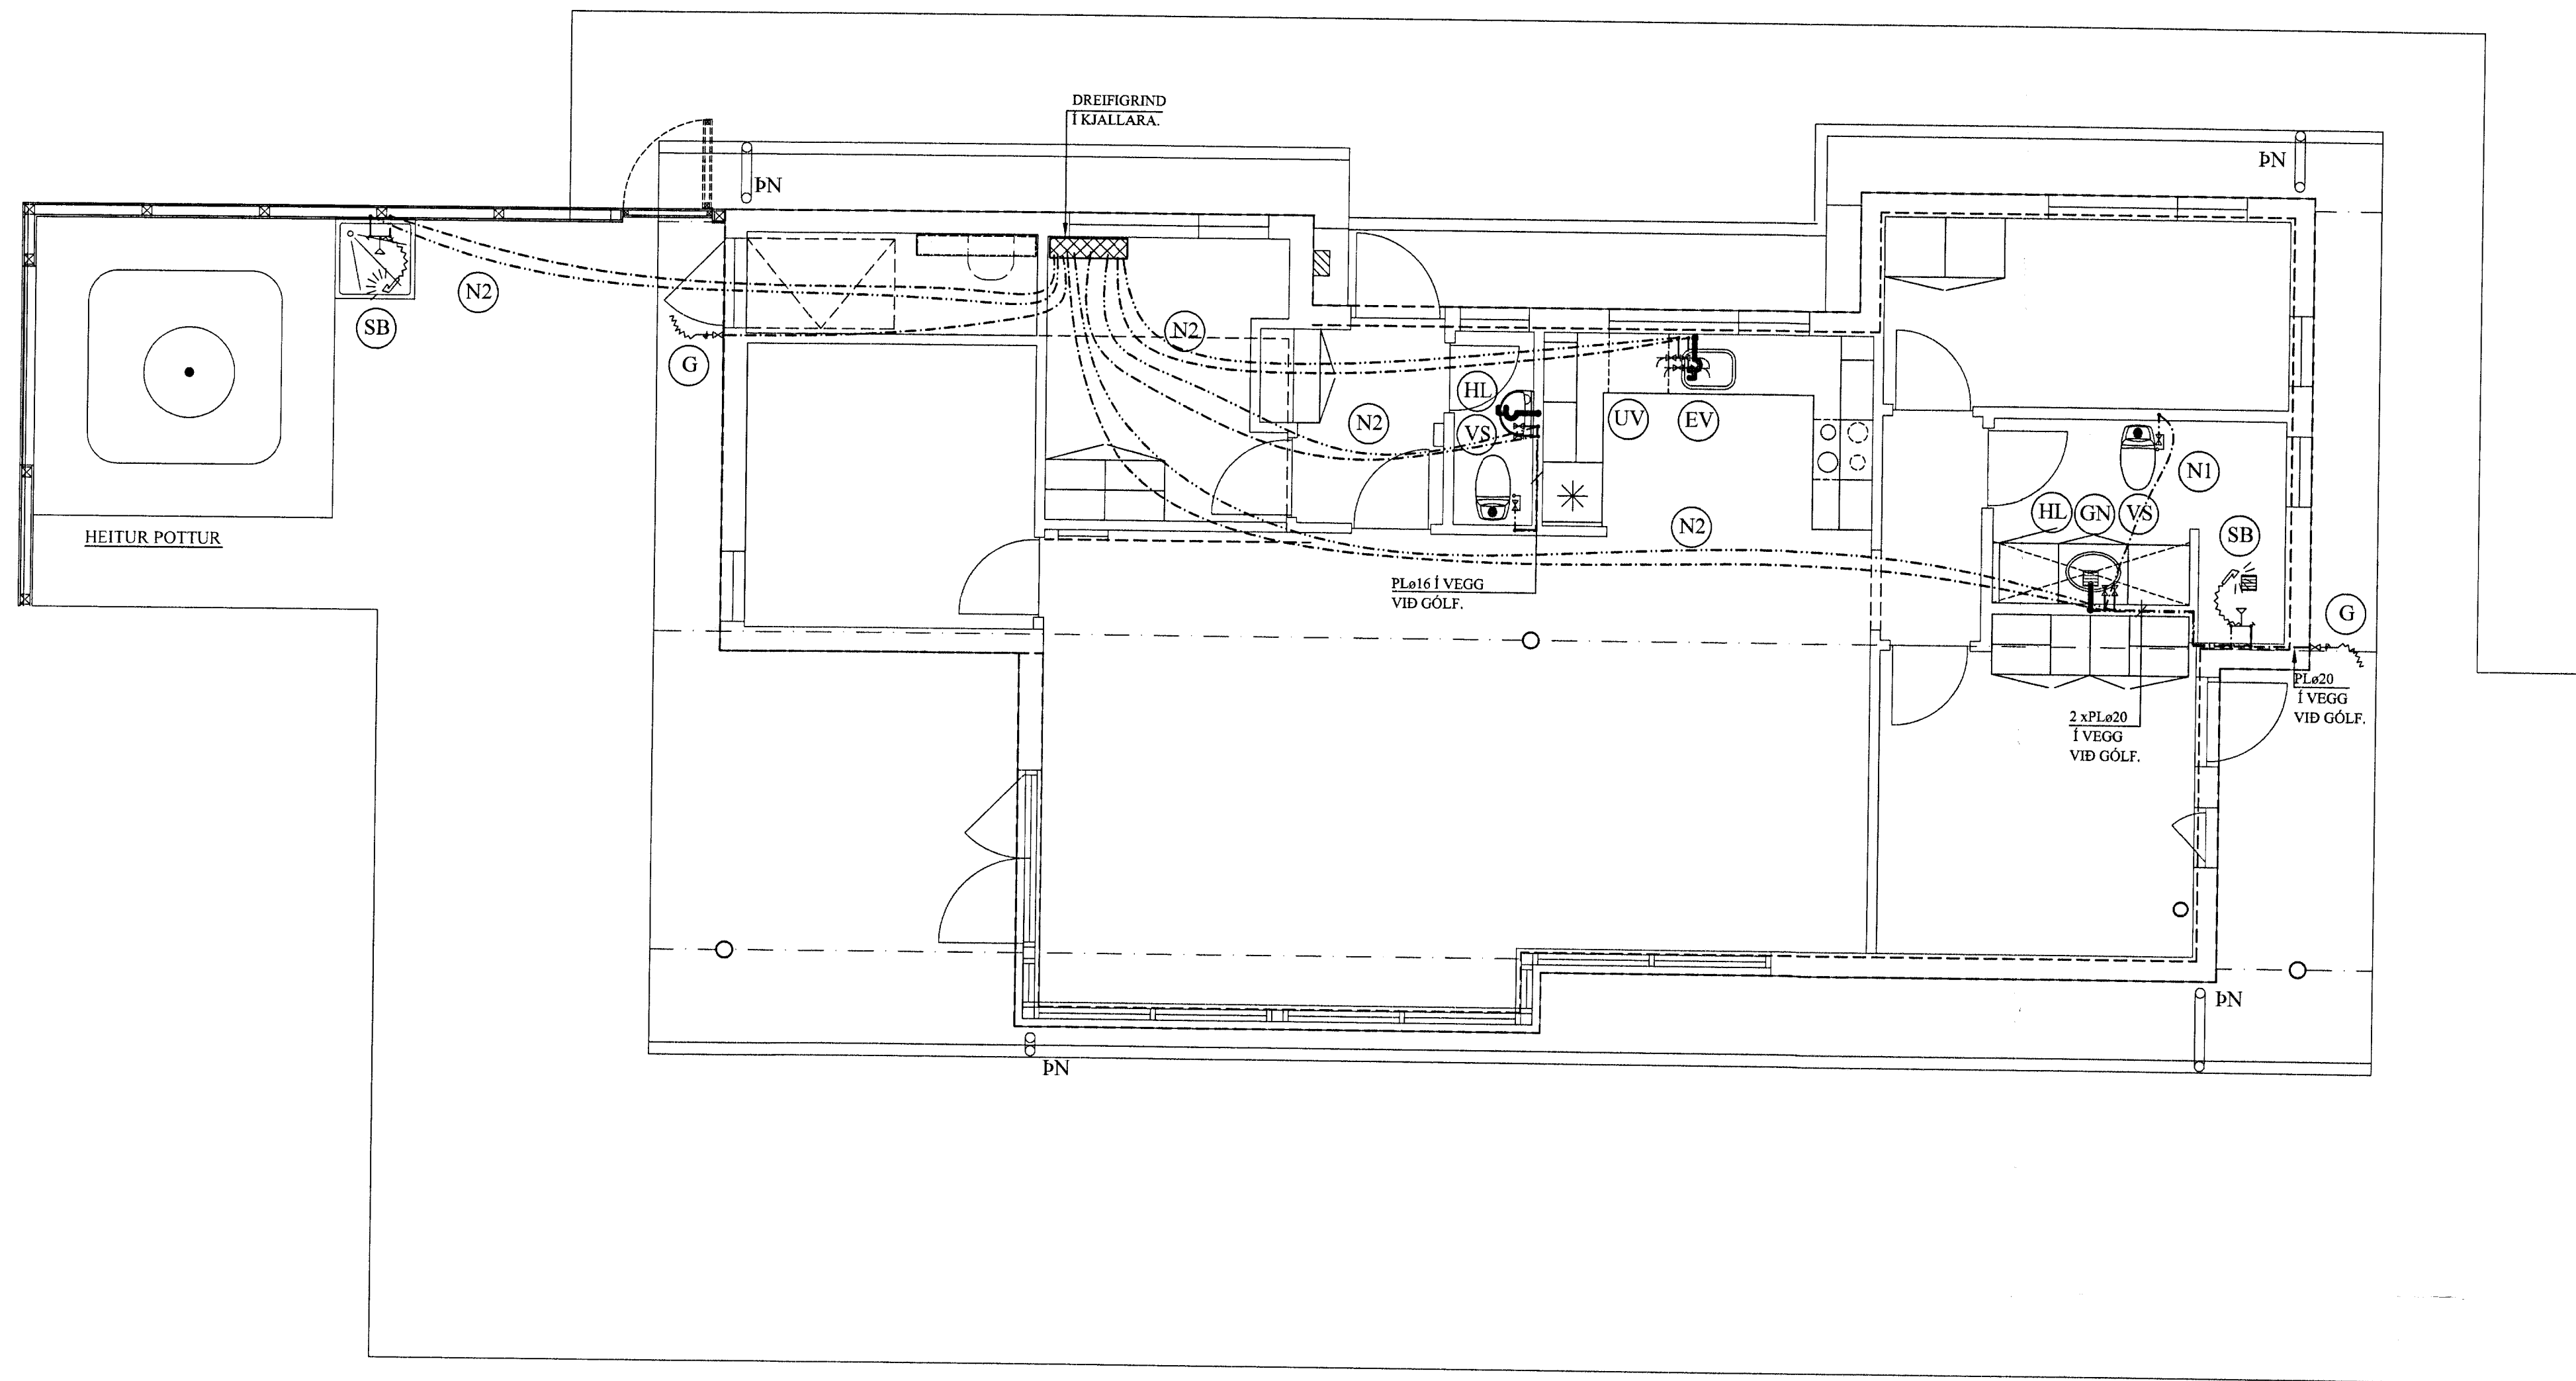 DREIFIGRIND
Í KJALLARA.
ÞN
ÞN
N2
SB
G
N2
HL
N2
VS
UV
EV
N1
HL
GN
VS
N2
SB
HEITUR POTTUR
PLø16 Í VEGG
VIÐ GÓLF.
G
PLø20
Í VEGG
VIÐ GÓLF.
2 xPLø20
Í VEGG
VIÐ GÓLF.
ÞN
ÞN